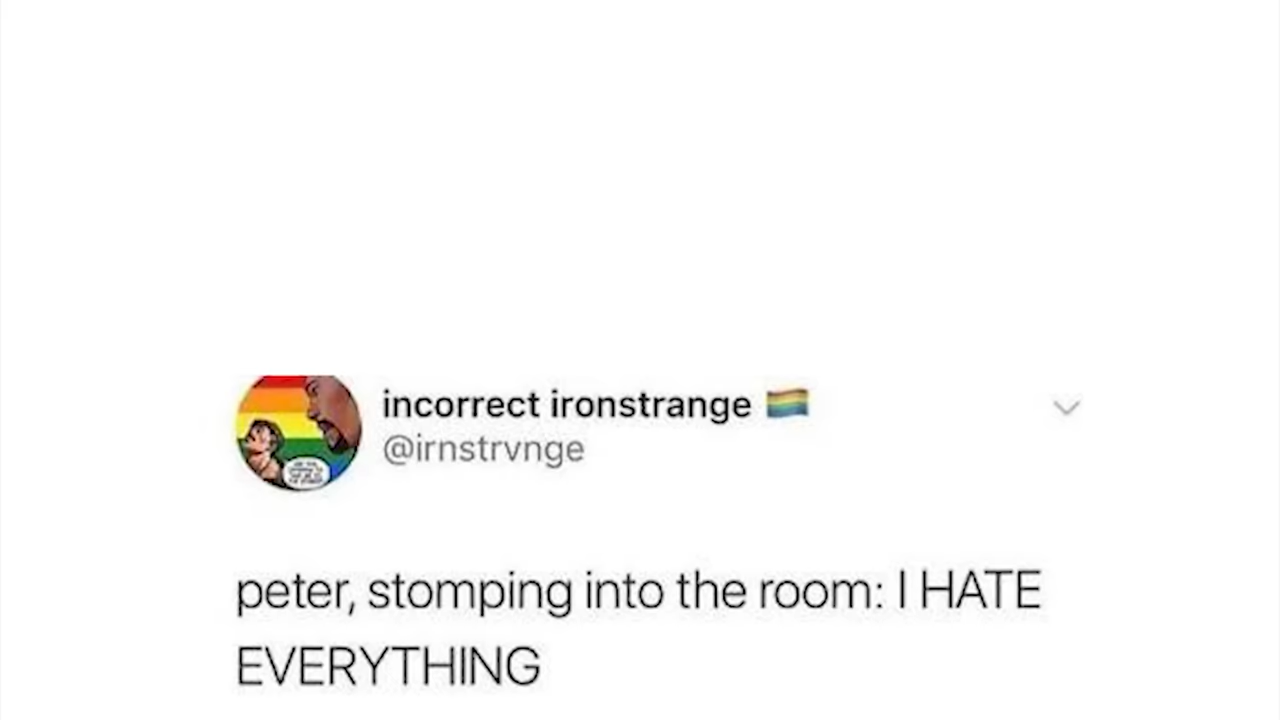 incorrect ironstrange 🏳️‍🌈
@irnstrvnge
peter, stomping into the room: I HATE
EVERYTHING